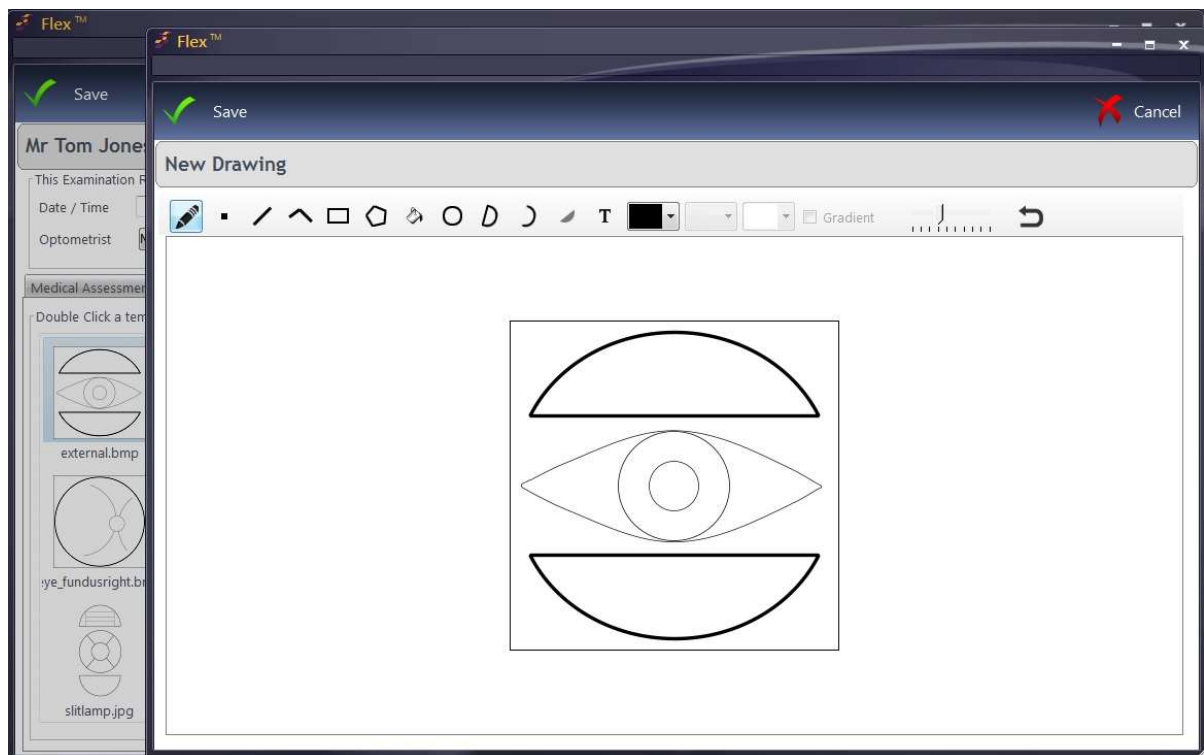 Flex™
Save
Mr Tom Jones
This Examination R
Date / Time
Optometrist
Medical Assessmen
Double Click a tem
external.bmp
eye_fundusright.b
slitlamp.jpg
Flex™
Save
Cancel
New Drawing
T
Gradient